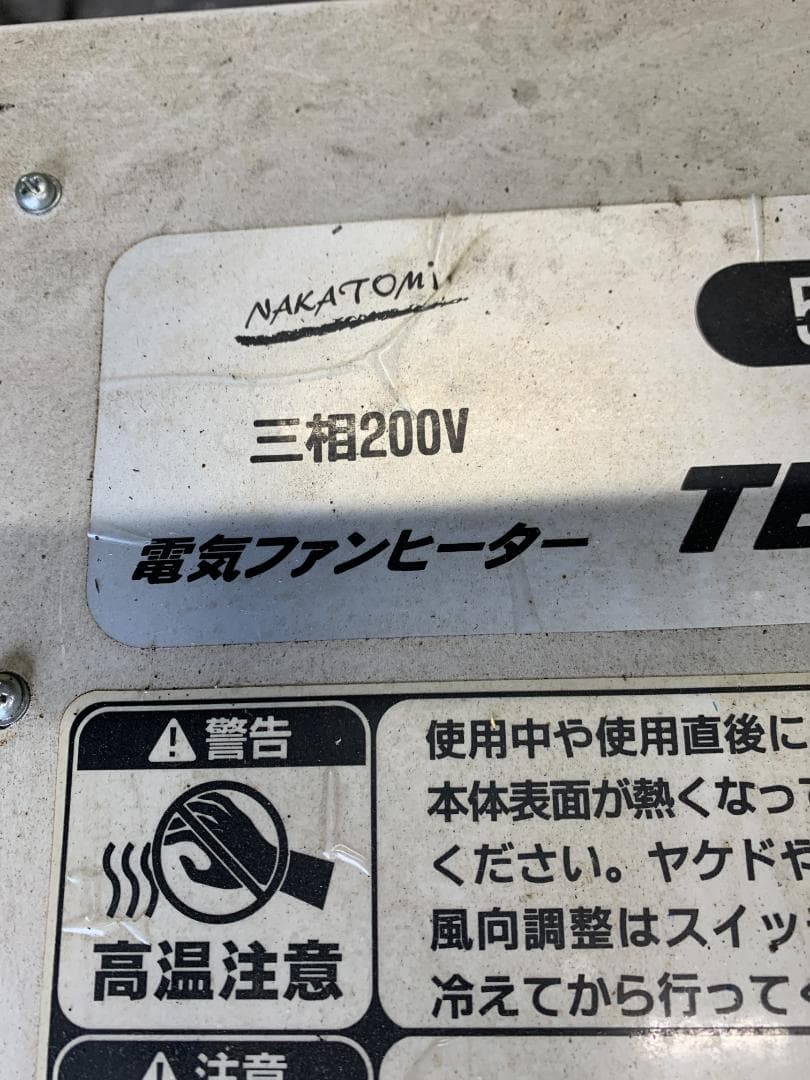 NAKATOMi
三相200V
電気ファンヒーター
警告
高温注意
使用中や使用直後に
本体表面が熱くなって
ください。ヤケドや
風向調整はスイッ
冷えてから行って
注意